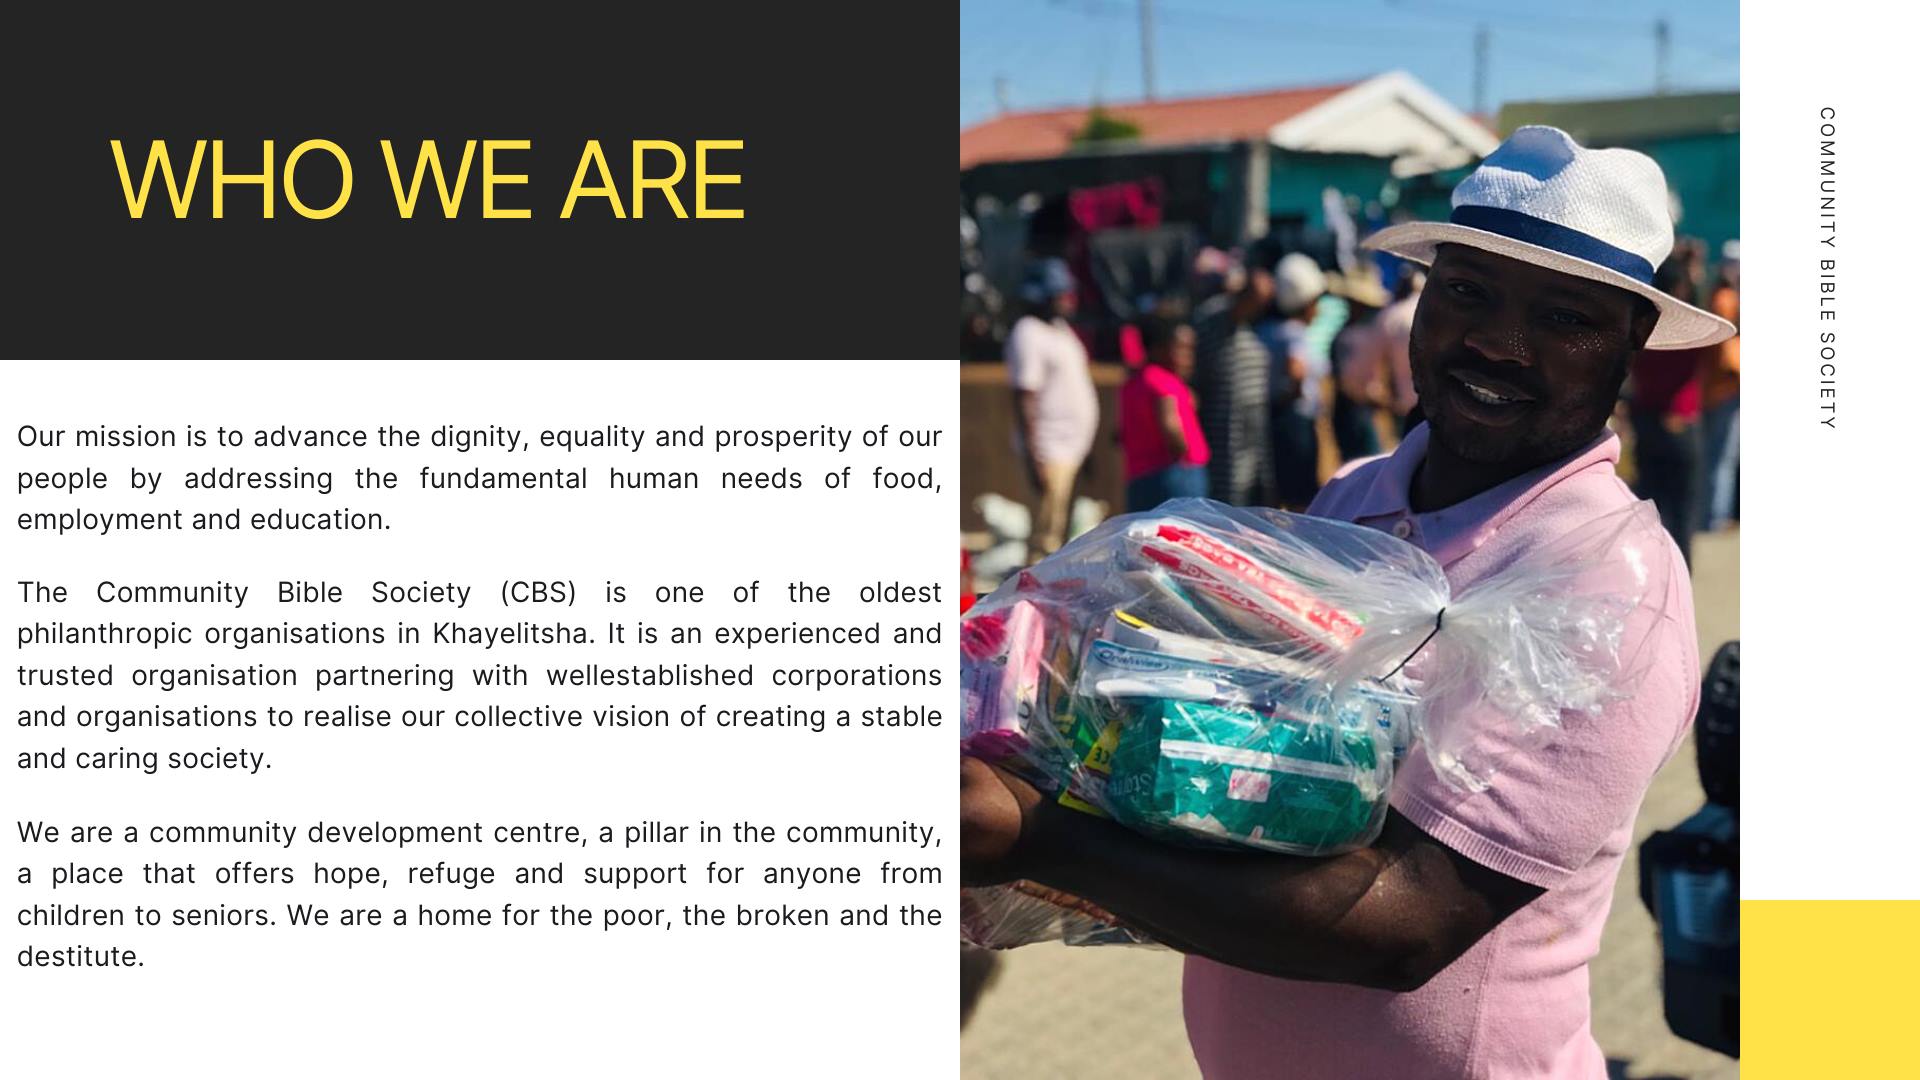 WHO WE ARE
Our mission is to advance the dignity, equality and prosperity of our
people by addressing the fundamental human needs of food,
employment and education.
The Community Bible Society (CBS) is one of the oldest
philanthropic organisations in Khayelitsha. It is an experienced and
trusted organisation partnering with wellestablished corporations
and organisations to realise our collective vision of creating a stable
and caring society.
We are a community development centre, a pillar in the community,
a place that offers hope, refuge and support for anyone from
children to seniors. We are a home for the poor, the broken and the
destitute.
COMMUNITY BIBLE SOCIETY